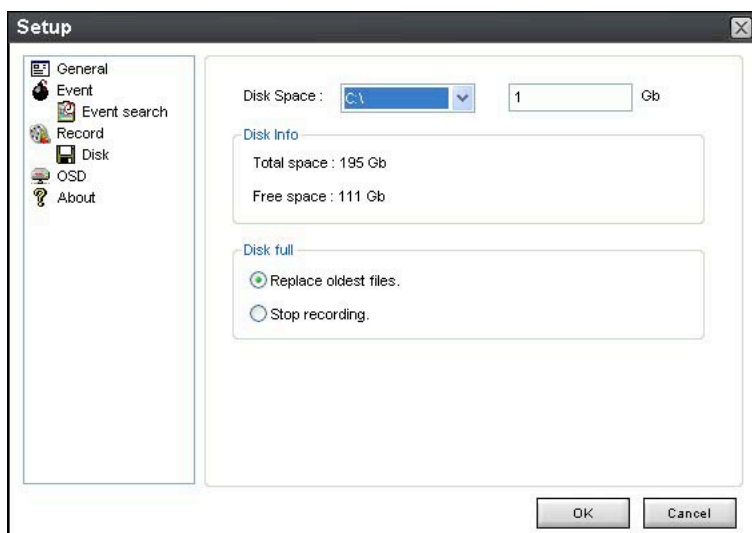 Setup
General
Event
Event search
Record
Disk
OSD
About
Disk Space : C:\ 1 Gb
Disk Info
Total space : 195 Gb
Free space : 111 Gb
Disk full
Replace oldest files.
Stop recording.
OK Cancel